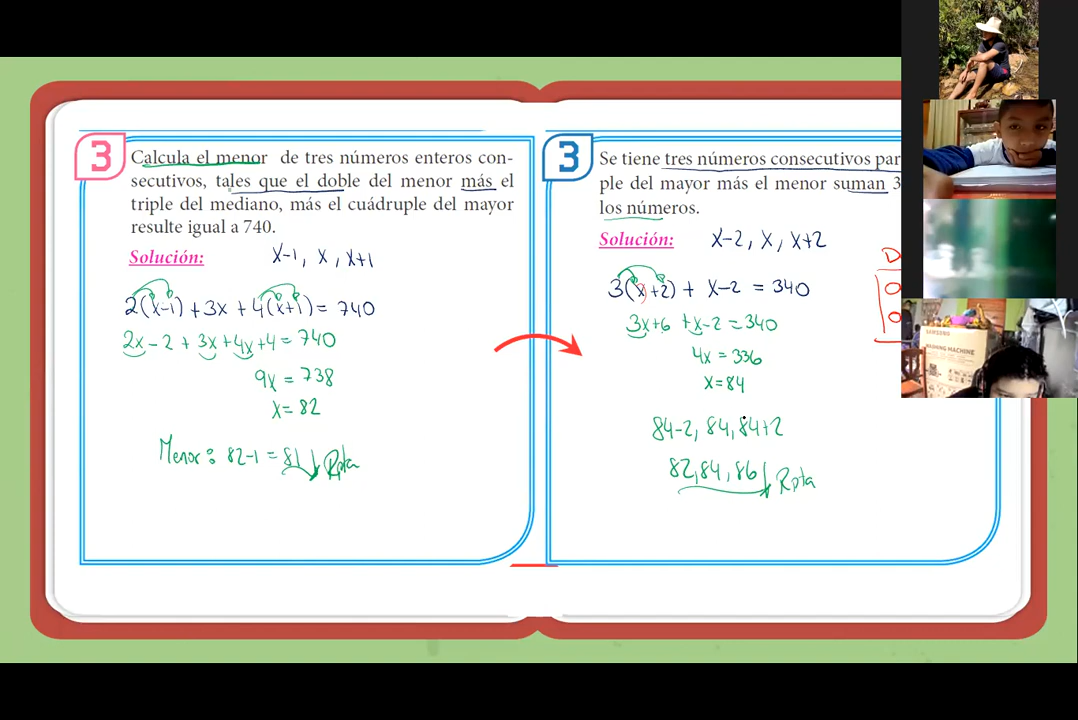 3
Calcula el menor de tres números enteros con-
secutivos, tales que el doble del menor más el
triple del mediano, más el cuádruple del mayor
resulte igual a 740.
Solución:
x-1, x, x+1
2(x-1) + 3x + 4(x+1) = 740
2x - 2 + 3x + 4x + 4 = 740
9x = 738
x = 82
Menor: 82-1 = 81 Rpta
3
Se tiene tres números consecutivos par
ple del mayor más el menor suman 3
los números.
Solución:
x-2, x, x+2
3(x+2) + x-2 = 340
3x+6 + x-2 = 340
4x = 336
x = 84
84-2, 84, 84+2
82, 84, 86 Rpta
D
0
0
SAMSUNG
WASHING MACHINE